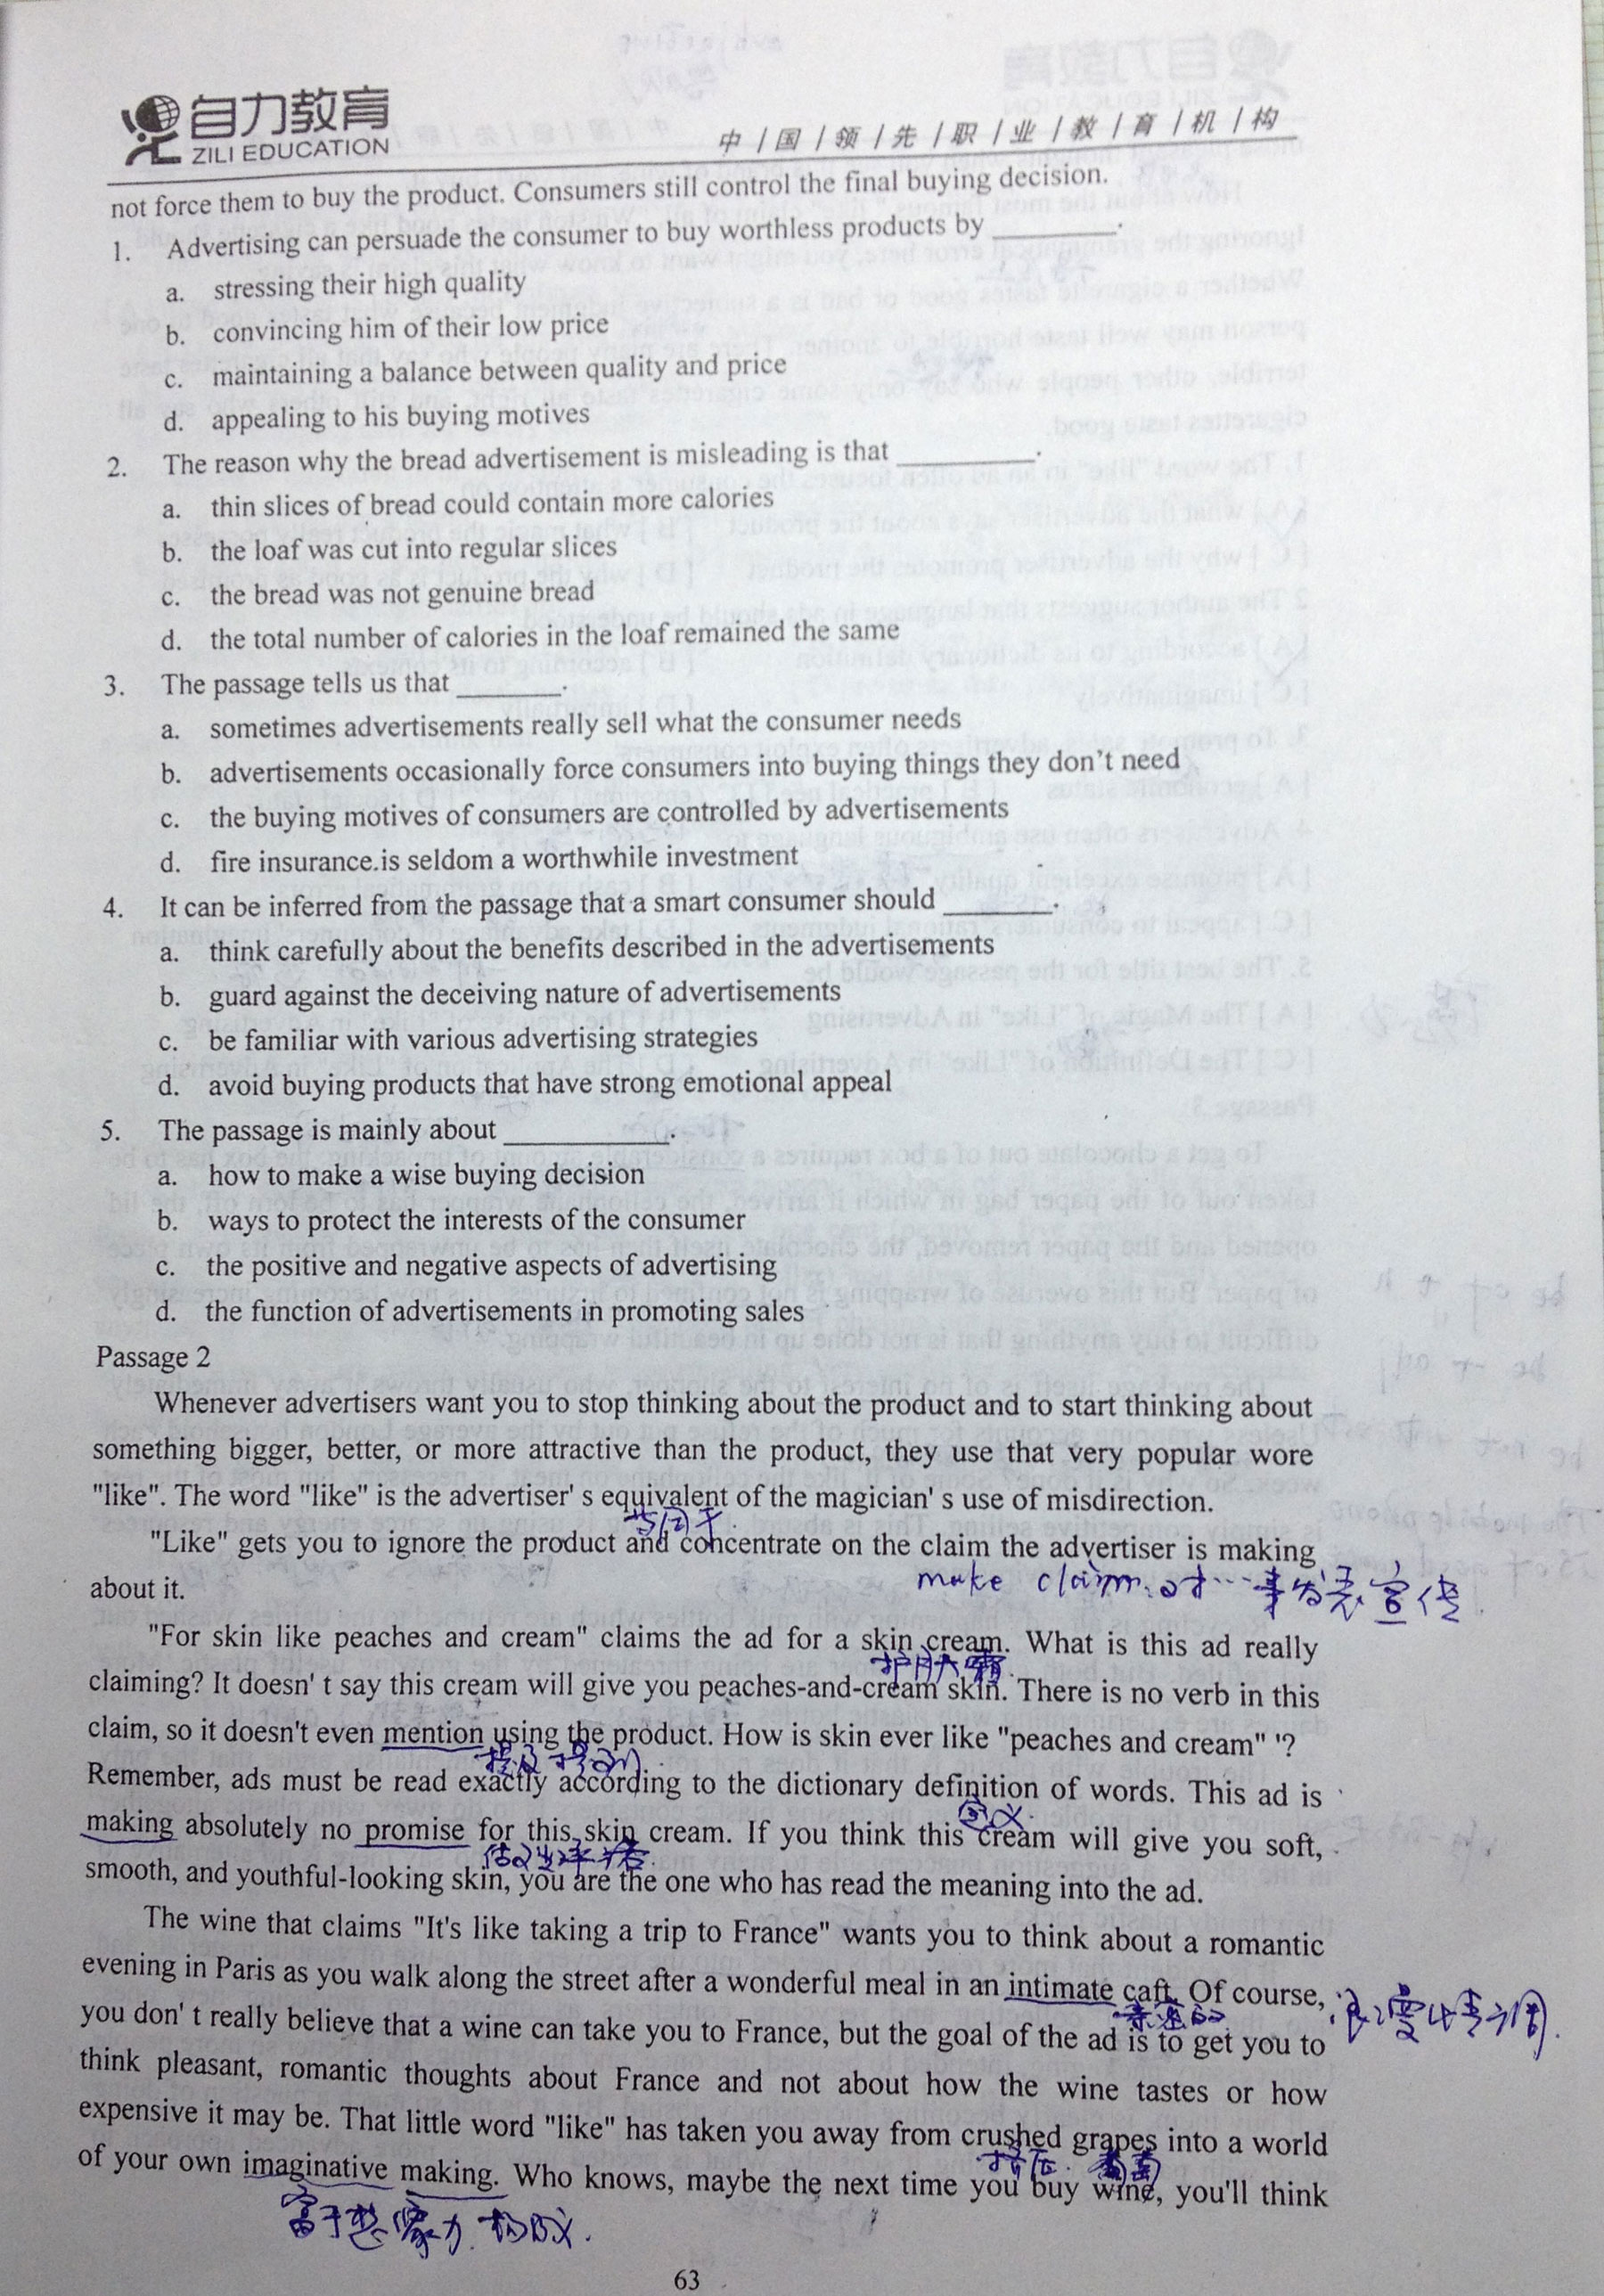 自力教育
ZILI EDUCATION
中/国/领/先/职/业/教/育/机/构
not force them to buy the product. Consumers still control the final buying decision.
1. Advertising can persuade the consumer to buy worthless products by ________.
a. stressing their high quality
b. convincing him of their low price
c. maintaining a balance between quality and price
d. appealing to his buying motives
2. The reason why the bread advertisement is misleading is that ________.
a. thin slices of bread could contain more calories
b. the loaf was cut into regular slices
c. the bread was not genuine bread
d. the total number of calories in the loaf remained the same
3. The passage tells us that ________.
a. sometimes advertisements really sell what the consumer needs
b. advertisements occasionally force consumers into buying things they don't need
c. the buying motives of consumers are controlled by advertisements
d. fire insurance.is seldom a worthwhile investment
4. It can be inferred from the passage that a smart consumer should ________.
a. think carefully about the benefits described in the advertisements
b. guard against the deceiving nature of advertisements
c. be familiar with various advertising strategies
d. avoid buying products that have strong emotional appeal
5. The passage is mainly about ________.
a. how to make a wise buying decision
b. ways to protect the interests of the consumer
c. the positive and negative aspects of advertising
d. the function of advertisements in promoting sales
Passage 2
Whenever advertisers want you to stop thinking about the product and to start thinking about
something bigger, better, or more attractive than the product, they use that very popular wore
"like". The word "like" is the advertiser' s equivalent of the magician' s use of misdirection.
等同于
"Like" gets you to ignore the product and concentrate on the claim the advertiser is making
about it.
make claim 对…事发表宣传
"For skin like peaches and cream" claims the ad for a skin cream. What is this ad really
护肤霜
claiming? It doesn' t say this cream will give you peaches-and-cream skin. There is no verb in this
claim, so it doesn't even mention using the product. How is skin ever like "peaches and cream" '?
提及
Remember, ads must be read exactly according to the dictionary definition of words. This ad is
making absolutely no promise for this skin cream. If you think this cream will give you soft,
smooth, and youthful-looking skin, you are the one who has read the meaning into the ad.
The wine that claims "It's like taking a trip to France" wants you to think about a romantic
evening in Paris as you walk along the street after a wonderful meal in an intimate caft. Of course,
亲密的
浪漫情调
you don' t really believe that a wine can take you to France, but the goal of the ad is to get you to
think pleasant, romantic thoughts about France and not about how the wine tastes or how
expensive it may be. That little word "like" has taken you away from crushed grapes into a world
of your own imaginative making. Who knows, maybe the next time you buy wine, you'll think
富于想象力
63